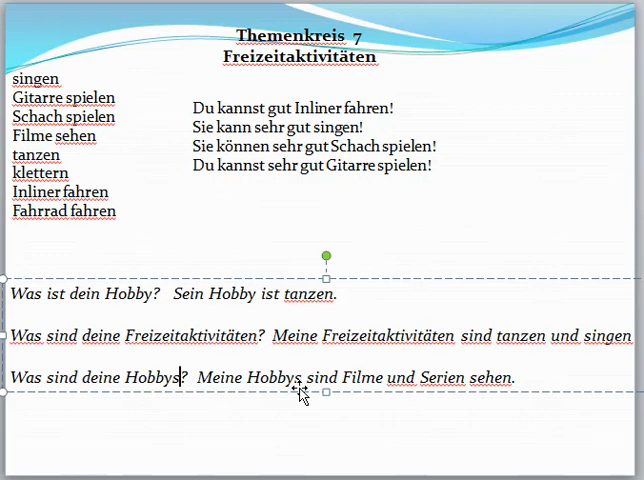 Themenkreis 7
Freizeitaktivitäten
singen
Gitarre spielen
Schach spielen
Filme sehen
tanzen
klettern
Inliner fahren
Fahrrad fahren
Du kannst gut Inliner fahren!
Sie kann sehr gut singen!
Sie können sehr gut Schach spielen!
Du kannst sehr gut Gitarre spielen!
Was ist dein Hobby? Sein Hobby ist tanzen.
Was sind deine Freizeitaktivitäten? Meine Freizeitaktivitäten sind tanzen und singen
Was sind deine Hobbys? Meine Hobbys sind Filme und Serien sehen.